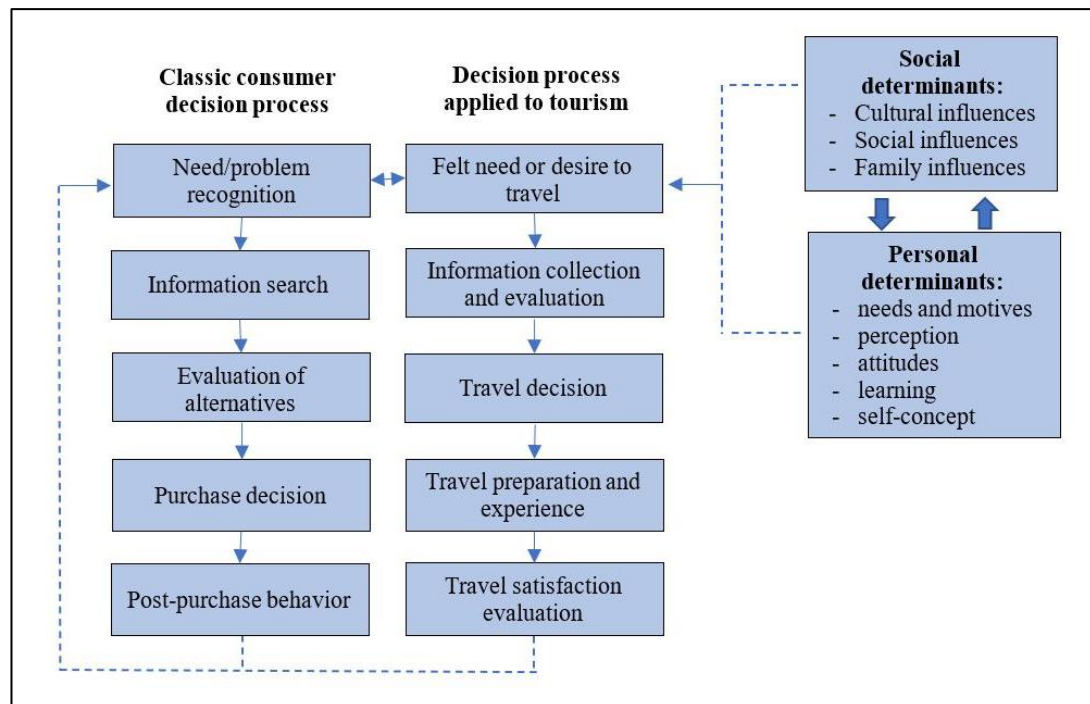 Classic consumer
decision process
Need/problem
recognition
Information search
Evaluation of
alternatives
Purchase decision
Post-purchase behavior
Decision process
applied to tourism
Felt need or desire to
travel
Information collection
and evaluation
Travel decision
Travel preparation and
experience
Travel satisfaction
evaluation
Social
determinants:
- Cultural influences
- Social influences
- Family influences
Personal
determinants:
- needs and motives
- perception
- attitudes
- learning
- self-concept